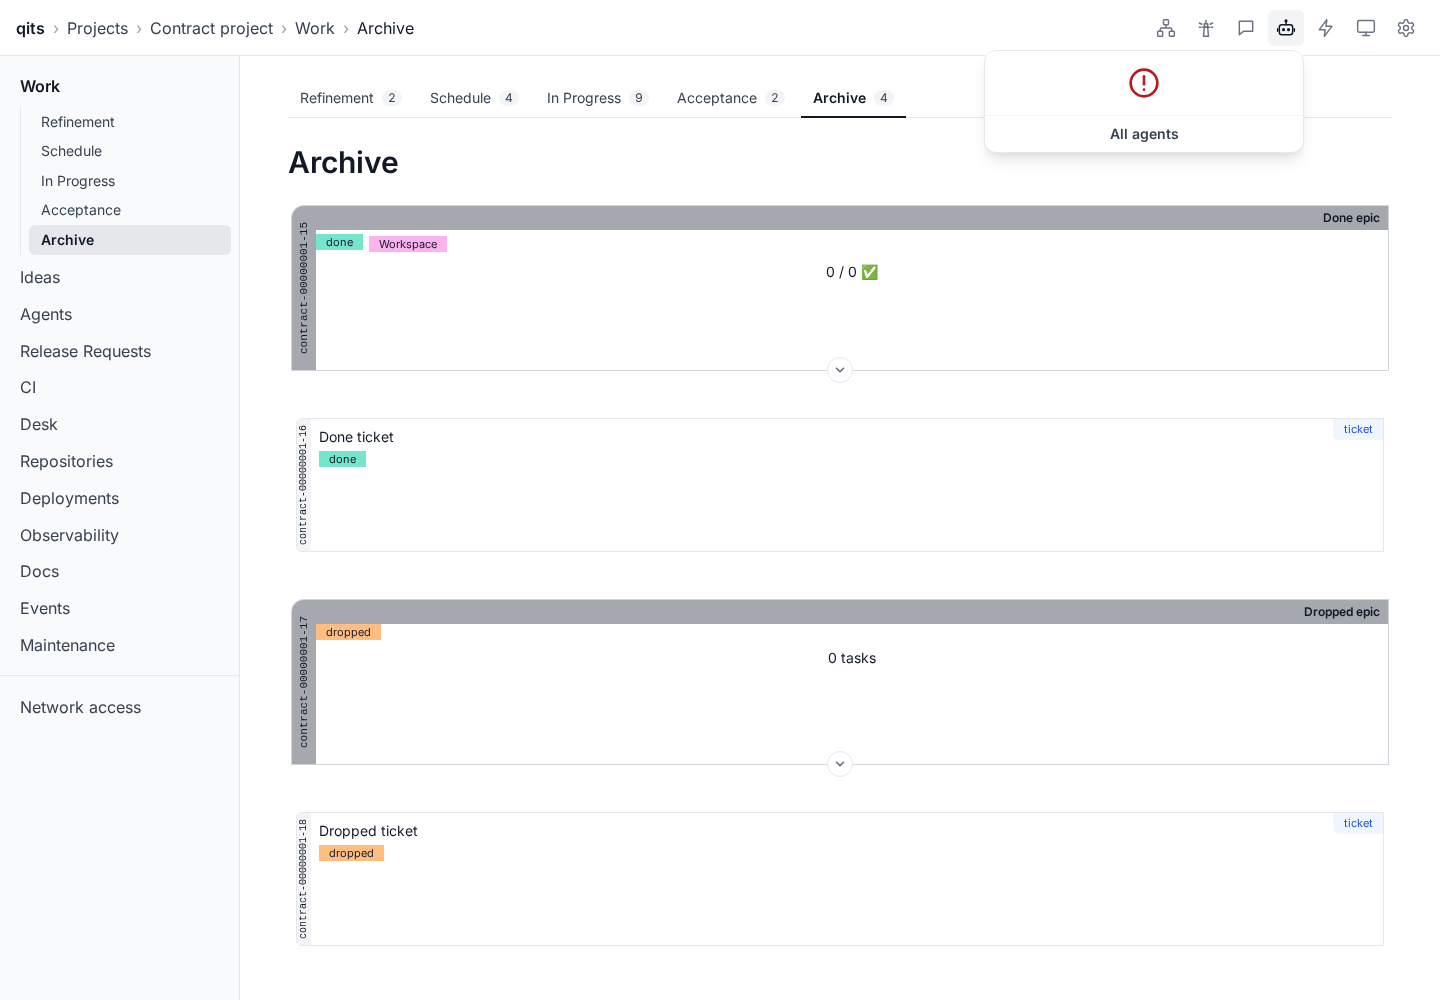 qits › Projects › Contract project › Work › Archive
All agents
Work
Refinement
Schedule
In Progress
Acceptance
Archive
Ideas
Agents
Release Requests
CI
Desk
Repositories
Deployments
Observability
Docs
Events
Maintenance
Network access
Refinement 2 Schedule 4 In Progress 9 Acceptance 2 Archive 4
Archive
contract-00000001-15
Done epic
done Workspace
0 / 0 ✅
contract-00000001-16
Done ticket
ticket
done
contract-00000001-17
Dropped epic
dropped
0 tasks
contract-00000001-18
Dropped ticket
ticket
dropped